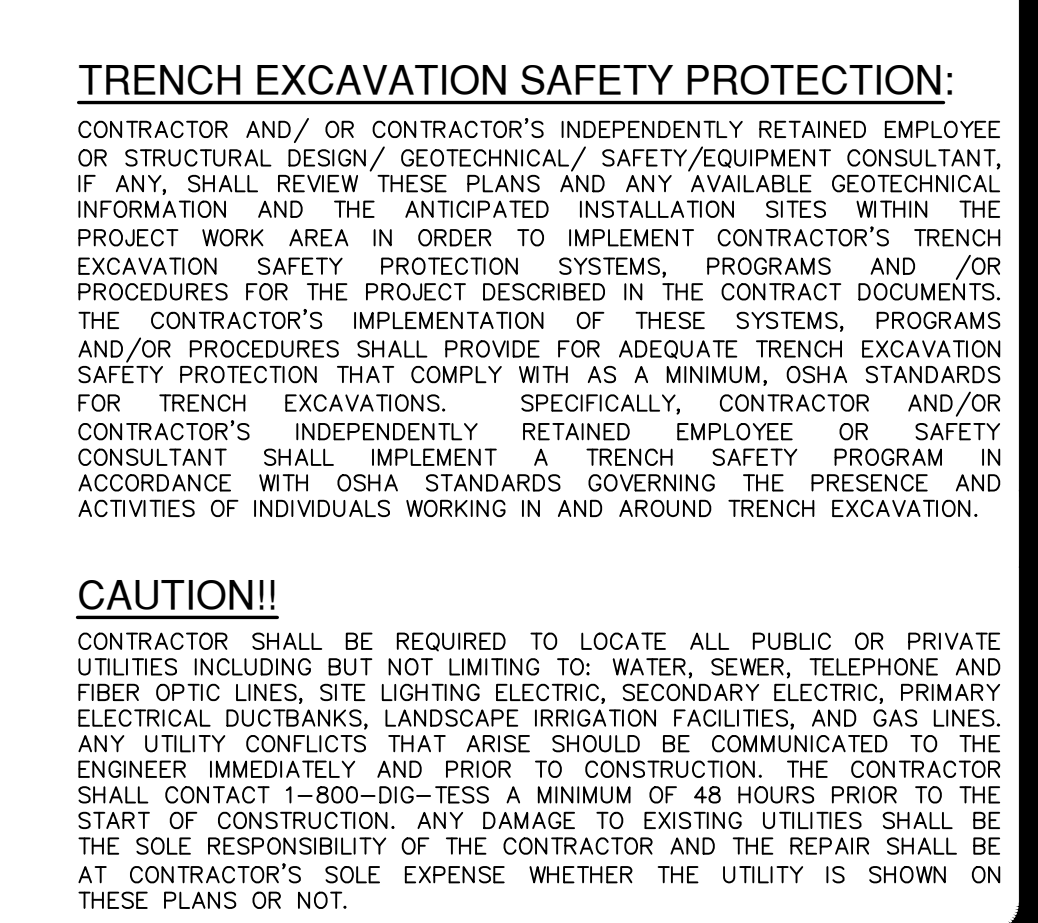 TRENCH EXCAVATION SAFETY PROTECTION:
CONTRACTOR AND/ OR CONTRACTOR'S INDEPENDENTLY RETAINED EMPLOYEE
OR STRUCTURAL DESIGN/ GEOTECHNICAL/ SAFETY/EQUIPMENT CONSULTANT,
IF ANY, SHALL REVIEW THESE PLANS AND ANY AVAILABLE GEOTECHNICAL
INFORMATION AND THE ANTICIPATED INSTALLATION SITES WITHIN THE
PROJECT WORK AREA IN ORDER TO IMPLEMENT CONTRACTOR'S TRENCH
EXCAVATION SAFETY PROTECTION SYSTEMS, PROGRAMS AND /OR
PROCEDURES FOR THE PROJECT DESCRIBED IN THE CONTRACT DOCUMENTS.
THE CONTRACTOR'S IMPLEMENTATION OF THESE SYSTEMS, PROGRAMS
AND/OR PROCEDURES SHALL PROVIDE FOR ADEQUATE TRENCH EXCAVATION
SAFETY PROTECTION THAT COMPLY WITH AS A MINIMUM, OSHA STANDARDS
FOR TRENCH EXCAVATIONS. SPECIFICALLY, CONTRACTOR AND/OR
CONTRACTOR'S INDEPENDENTLY RETAINED EMPLOYEE OR SAFETY
CONSULTANT SHALL IMPLEMENT A TRENCH SAFETY PROGRAM IN
ACCORDANCE WITH OSHA STANDARDS GOVERNING THE PRESENCE AND
ACTIVITIES OF INDIVIDUALS WORKING IN AND AROUND TRENCH EXCAVATION.
CAUTION!!
CONTRACTOR SHALL BE REQUIRED TO LOCATE ALL PUBLIC OR PRIVATE
UTILITIES INCLUDING BUT NOT LIMITING TO: WATER, SEWER, TELEPHONE AND
FIBER OPTIC LINES, SITE LIGHTING ELECTRIC, SECONDARY ELECTRIC, PRIMARY
ELECTRICAL DUCTBANKS, LANDSCAPE IRRIGATION FACILITIES, AND GAS LINES.
ANY UTILITY CONFLICTS THAT ARISE SHOULD BE COMMUNICATED TO THE
ENGINEER IMMEDIATELY AND PRIOR TO CONSTRUCTION. THE CONTRACTOR
SHALL CONTACT 1-800-DIG-TESS A MINIMUM OF 48 HOURS PRIOR TO THE
START OF CONSTRUCTION. ANY DAMAGE TO EXISTING UTILITIES SHALL BE
THE SOLE RESPONSIBILITY OF THE CONTRACTOR AND THE REPAIR SHALL BE
AT CONTRACTOR'S SOLE EXPENSE WHETHER THE UTILITY IS SHOWN ON
THESE PLANS OR NOT.